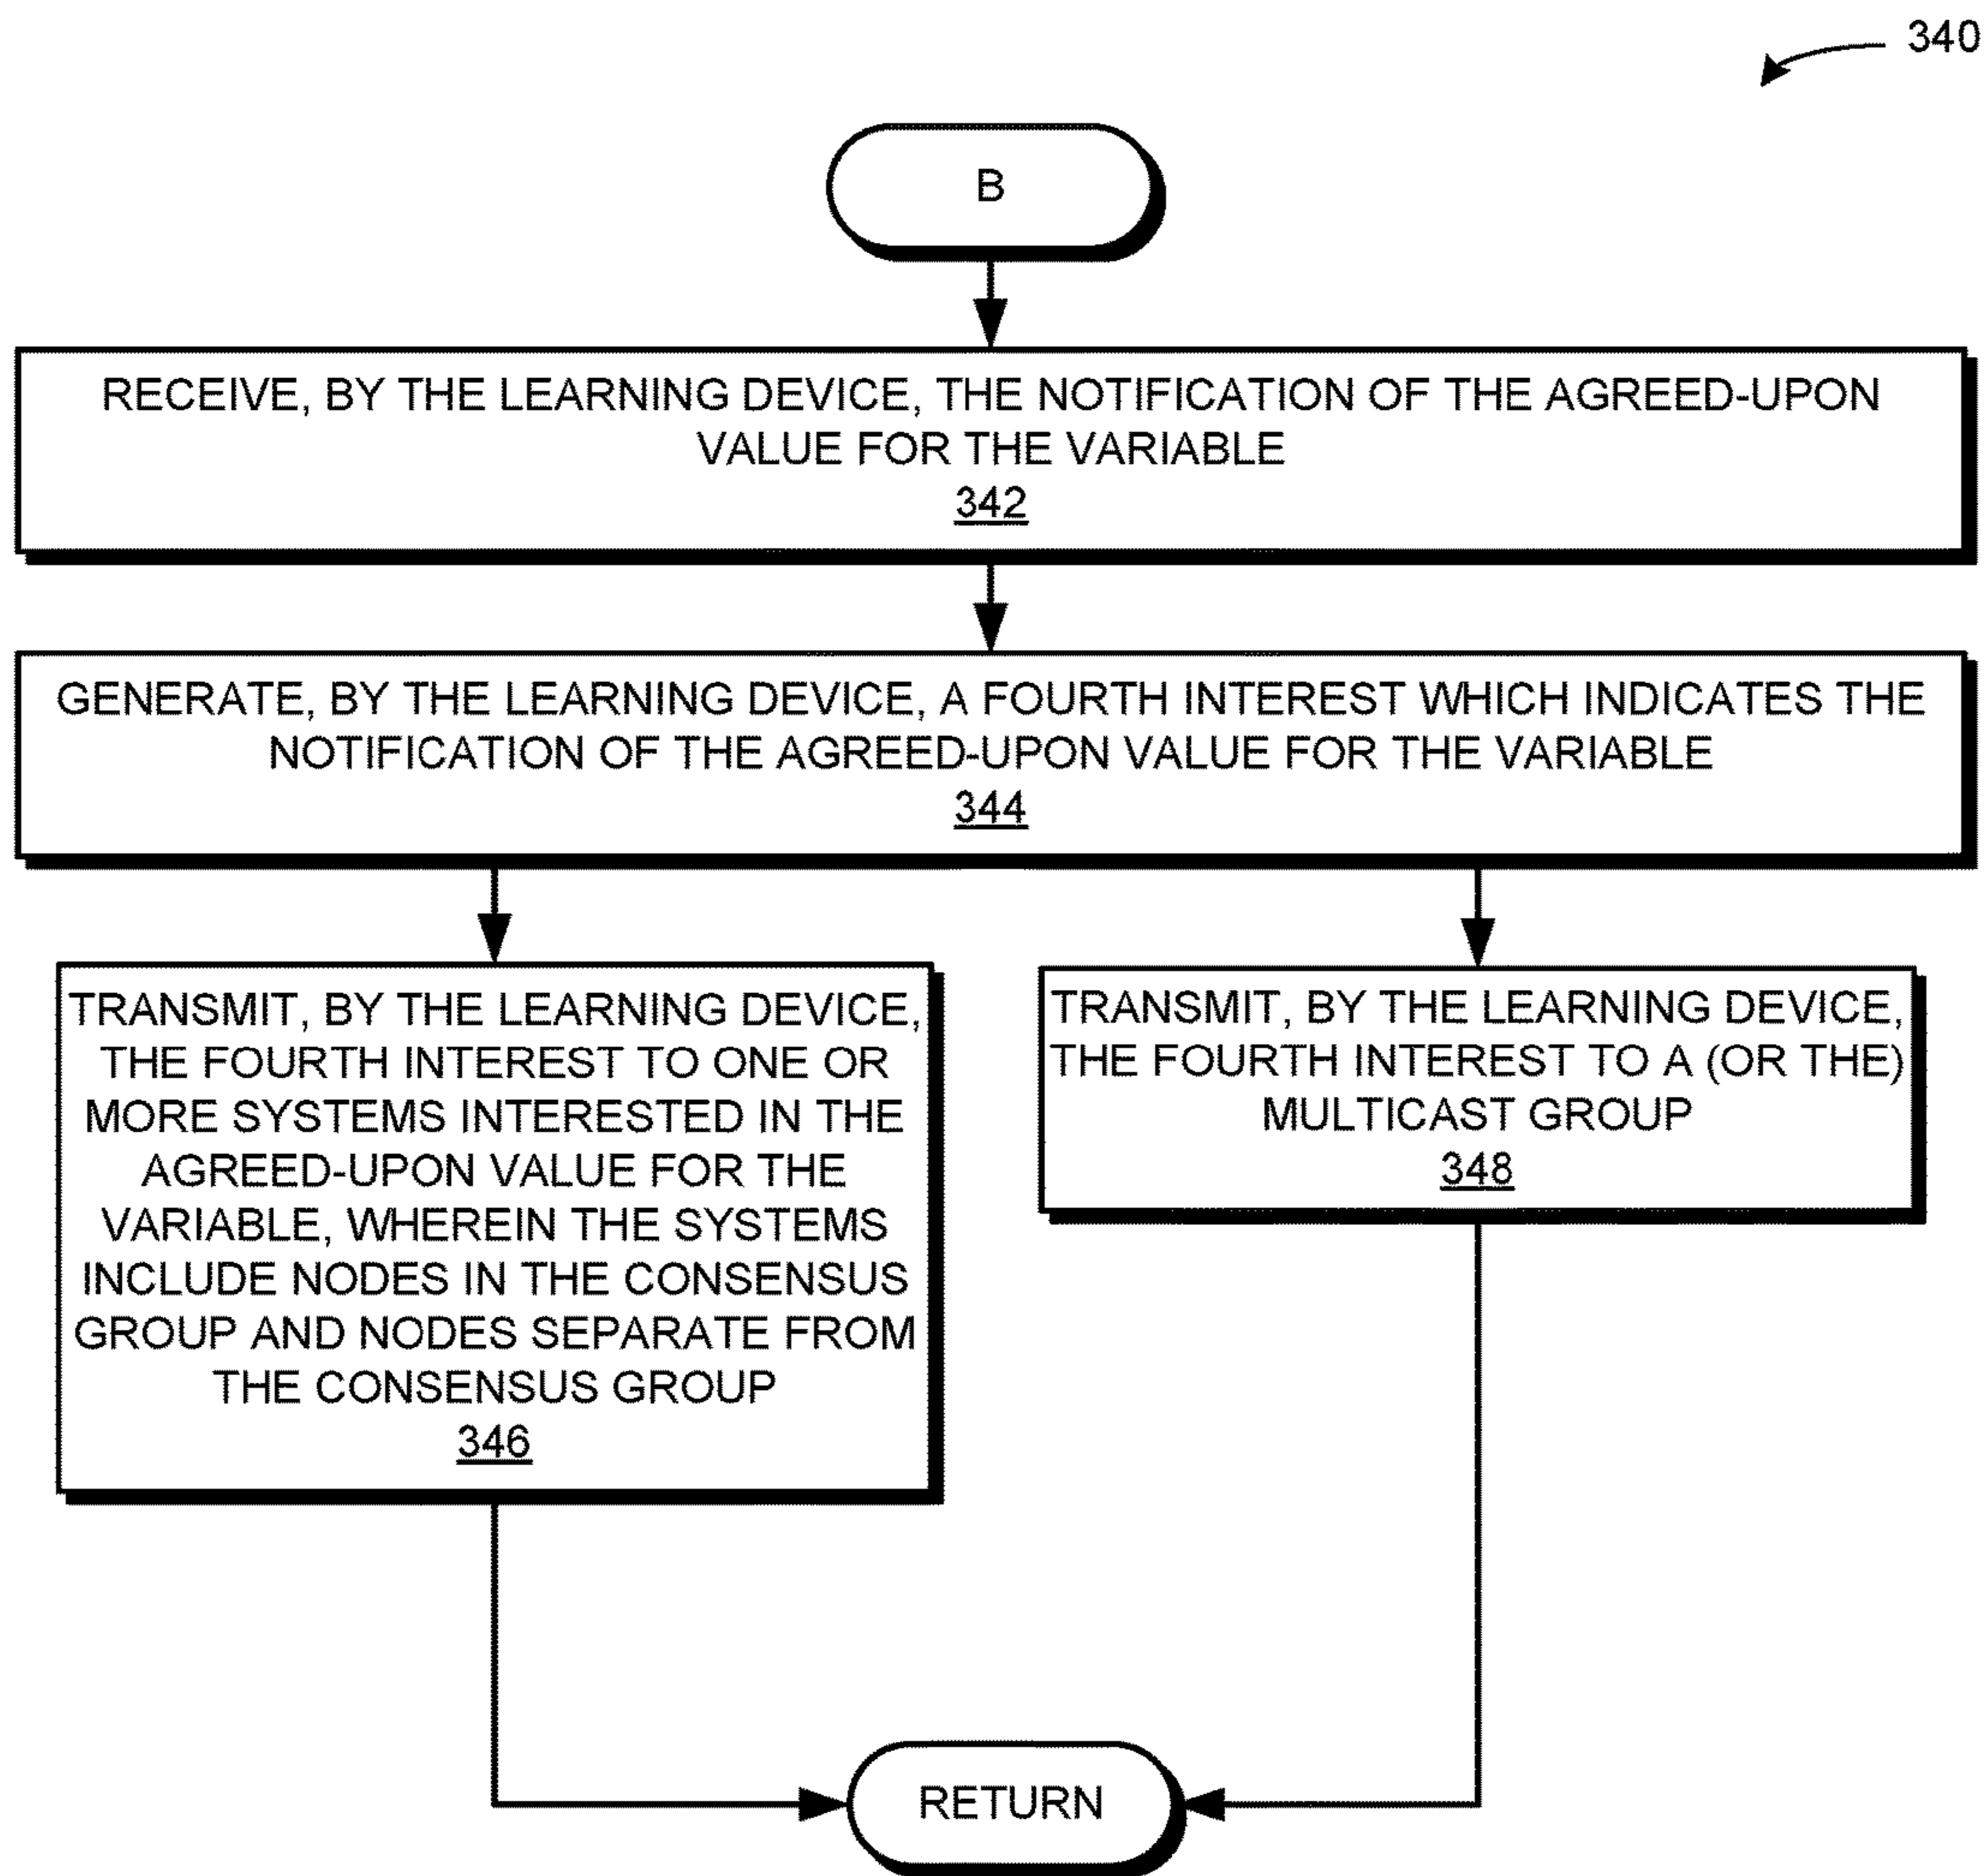 340
B
RECEIVE, BY THE LEARNING DEVICE, THE NOTIFICATION OF THE AGREED-UPON
VALUE FOR THE VARIABLE
342
GENERATE, BY THE LEARNING DEVICE, A FOURTH INTEREST WHICH INDICATES THE
NOTIFICATION OF THE AGREED-UPON VALUE FOR THE VARIABLE
344
TRANSMIT, BY THE LEARNING DEVICE,
THE FOURTH INTEREST TO ONE OR
MORE SYSTEMS INTERESTED IN THE
AGREED-UPON VALUE FOR THE
VARIABLE, WHEREIN THE SYSTEMS
INCLUDE NODES IN THE CONSENSUS
GROUP AND NODES SEPARATE FROM
THE CONSENSUS GROUP
346
TRANSMIT, BY THE LEARNING DEVICE,
THE FOURTH INTEREST TO A (OR THE)
MULTICAST GROUP
348
RETURN